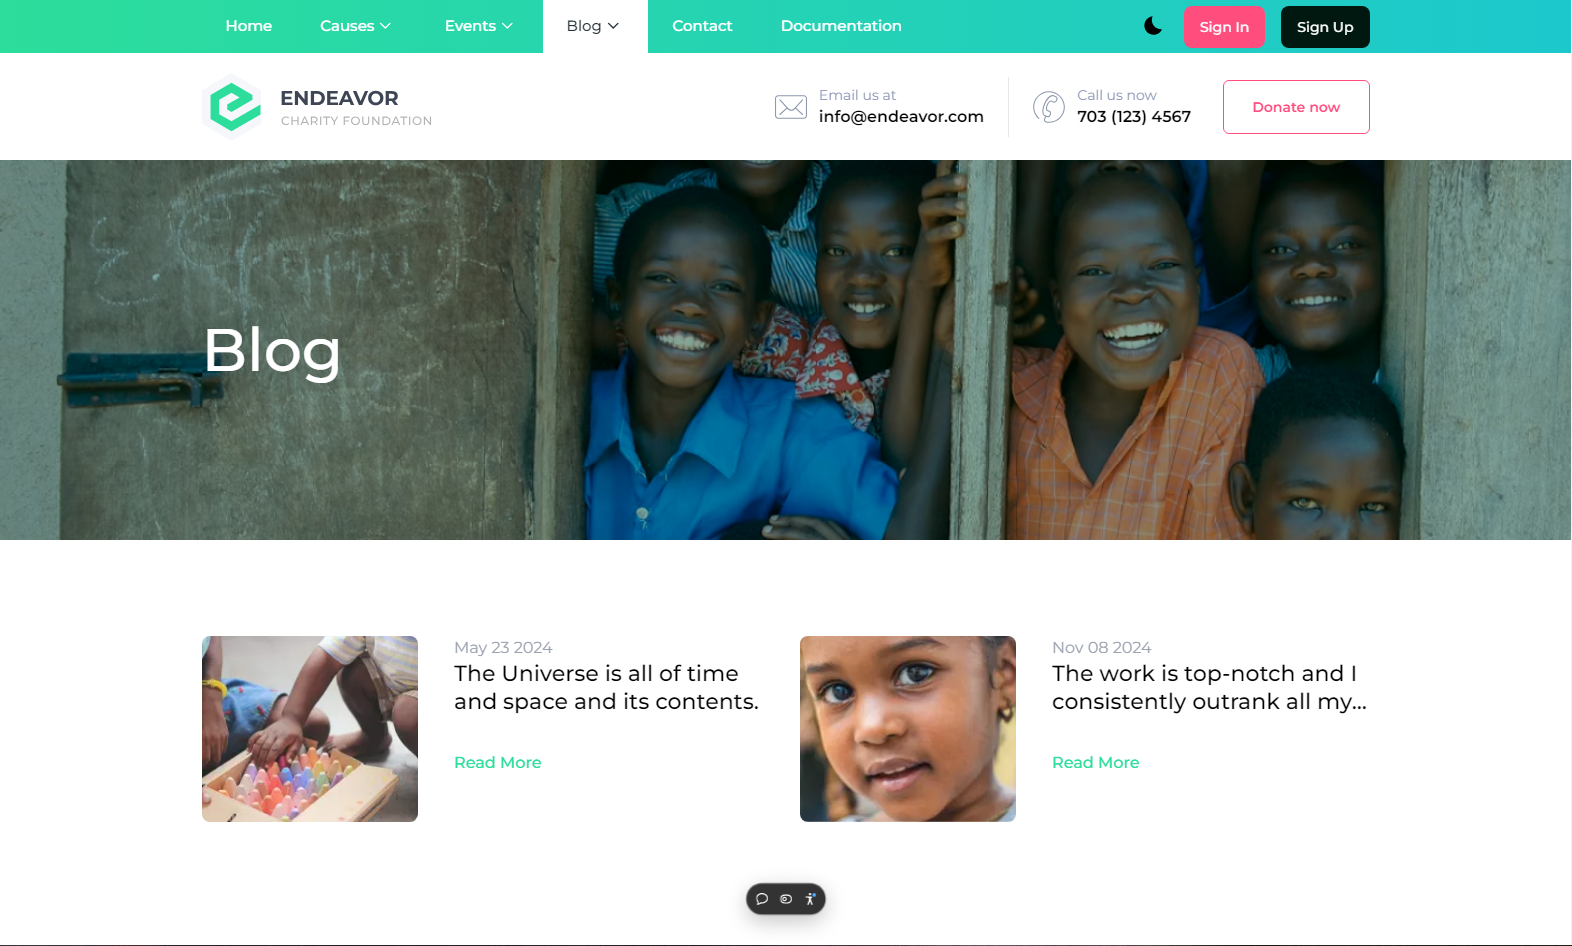 Home Causes Events Blog Contact Documentation Sign In Sign Up
ENDEAVOR
CHARITY FOUNDATION
Email us at
info@endeavor.com
Call us now
703 (123) 4567
Donate now
Blog
May 23 2024
The Universe is all of time
and space and its contents.
Read More
Nov 08 2024
The work is top-notch and I
consistently outrank all my...
Read More